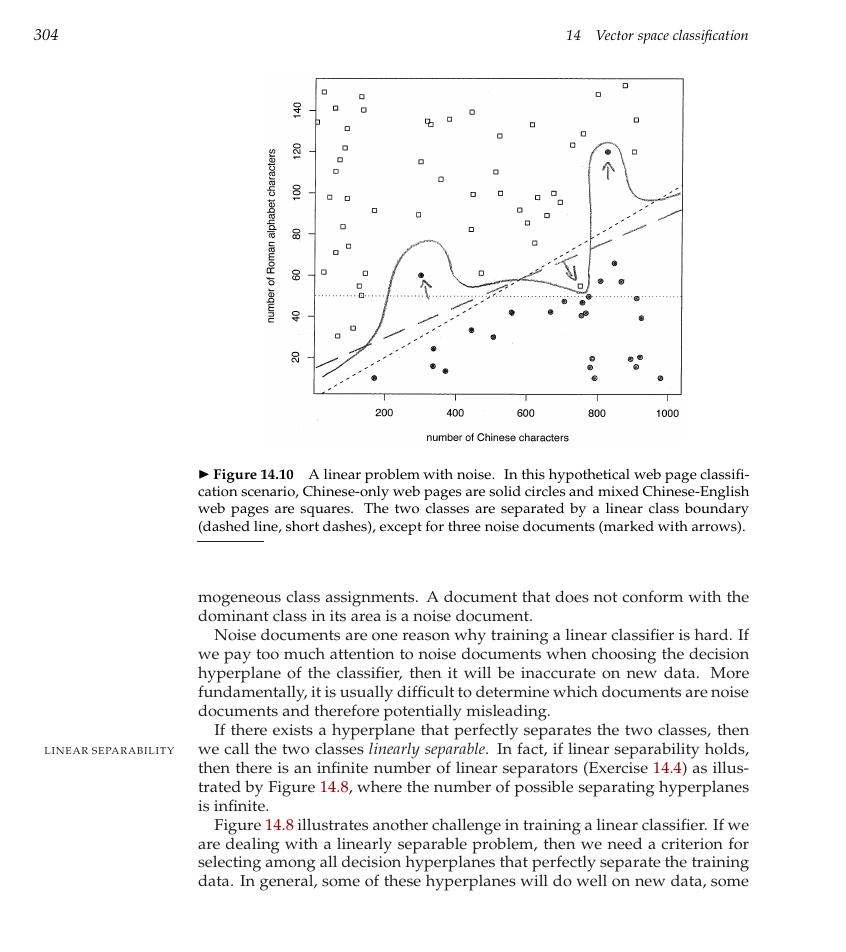 304
14 Vector space classification
number of Roman alphabet characters
140
120
100
80
60
40
20
200 400 600 800 1000
number of Chinese characters
► Figure 14.10 A linear problem with noise. In this hypothetical web page classifi-
cation scenario, Chinese-only web pages are solid circles and mixed Chinese-English
web pages are squares. The two classes are separated by a linear class boundary
(dashed line, short dashes), except for three noise documents (marked with arrows).
mogeneous class assignments. A document that does not conform with the
dominant class in its area is a noise document.
Noise documents are one reason why training a linear classifier is hard. If
we pay too much attention to noise documents when choosing the decision
hyperplane of the classifier, then it will be inaccurate on new data. More
fundamentally, it is usually difficult to determine which documents are noise
documents and therefore potentially misleading.
If there exists a hyperplane that perfectly separates the two classes, then
LINEAR SEPARABILITY we call the two classes linearly separable. In fact, if linear separability holds,
then there is an infinite number of linear separators (Exercise 14.4) as illus-
trated by Figure 14.8, where the number of possible separating hyperplanes
is infinite.
Figure 14.8 illustrates another challenge in training a linear classifier. If we
are dealing with a linearly separable problem, then we need a criterion for
selecting among all decision hyperplanes that perfectly separate the training
data. In general, some of these hyperplanes will do well on new data, some